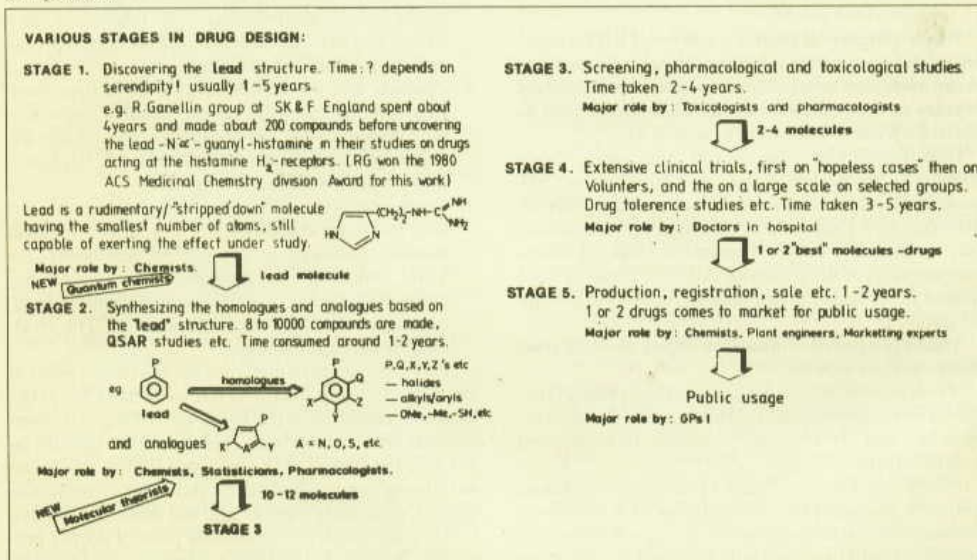 VARIOUS STAGES IN DRUG DESIGN:
STAGE 1. Discovering the lead structure. Time:? depends on
serendipity! usually 1-5 years.
e.g. R.Ganellin group at SK&F England spent about
4years and made about 200 compounds before uncovering
the lead -Nα-guanyl-histamine in their studies on drugs
acting at the histamine H2-receptors. (RG won the 1980
ACS Medicinal Chemistry division Award for this work)
Lead is a rudimentary/"stripped down" molecule
having the smallest number of atoms, still
capable of exerting the effect under study.
HN N (CH2)2-NH-C NH NH2
Major role by: Chemists.
NEW Quantum chemists
lead molecule
STAGE 2. Synthesizing the homologues and analogues based on
the "lead" structure. 8 to 10000 compounds are made,
QSAR studies etc. Time consumed around 1-2 years.
eg P lead
homologues
P Q X Z Y
P,Q,X,Y,Z's etc
— halides
— alkyls/aryls
— OMe,-Me,-SH,etc
and analogues P X A Y A = N, O, S, etc.
Major role by: Chemists, Statisticians, Pharmacologists.
NEW Molecular theorists
10-12 molecules
STAGE 3
STAGE 3. Screening, pharmacological and toxicological studies
Time taken 2-4 years.
Major role by: Toxicologists and pharmacologists
2-4 molecules
STAGE 4. Extensive clinical trials, first on "hopeless cases" then on
Volunters, and the on a large scale on selected groups.
Drug tolerence studies etc. Time taken 3-5 years.
Major role by: Doctors in hospital
1 or 2 "best" molecules -drugs
STAGE 5. Production, registration, sale etc. 1-2 years.
1 or 2 drugs comes to market for public usage.
Major role by: Chemists, Plant engineers, Marketting experts
Public usage
Major role by: GPs!